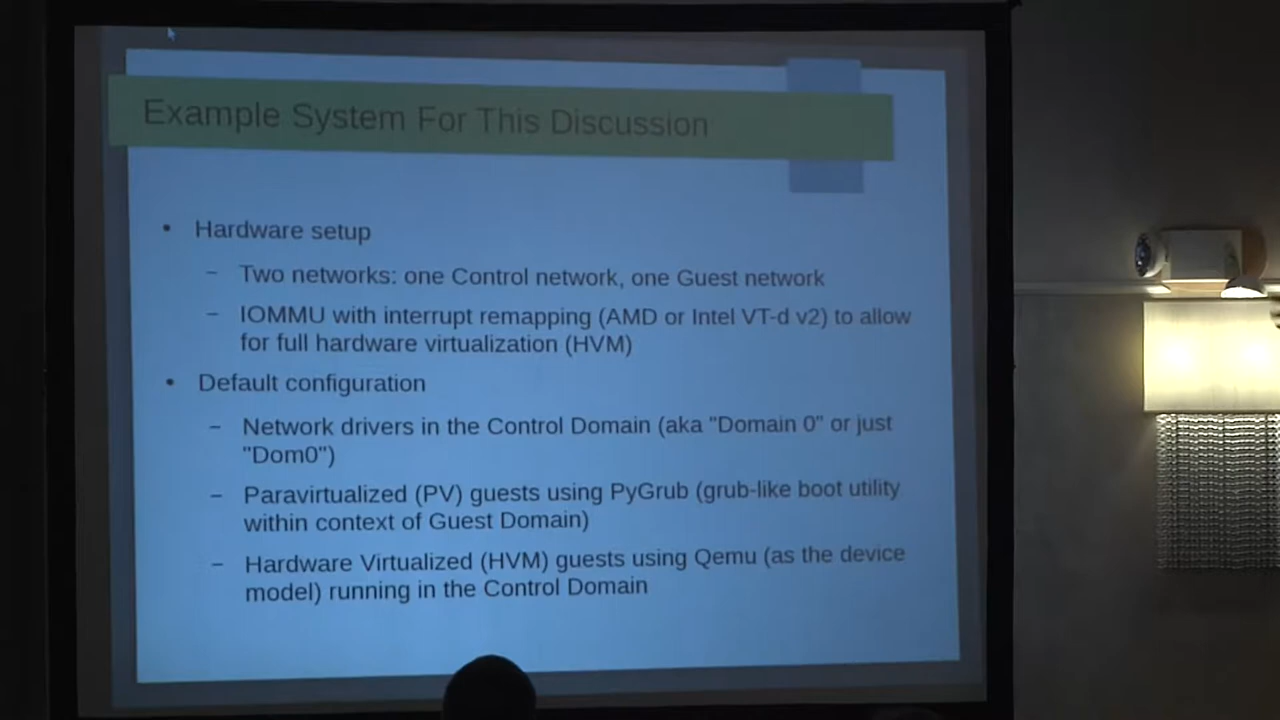 Example System For This Discussion
• Hardware setup
– Two networks: one Control network, one Guest network
– IOMMU with interrupt remapping (AMD or Intel VT-d v2) to allow
for full hardware virtualization (HVM)
• Default configuration
– Network drivers in the Control Domain (aka "Domain 0" or just
"Dom0")
– Paravirtualized (PV) guests using PyGrub (grub-like boot utility
within context of Guest Domain)
– Hardware Virtualized (HVM) guests using Qemu (as the device
model) running in the Control Domain